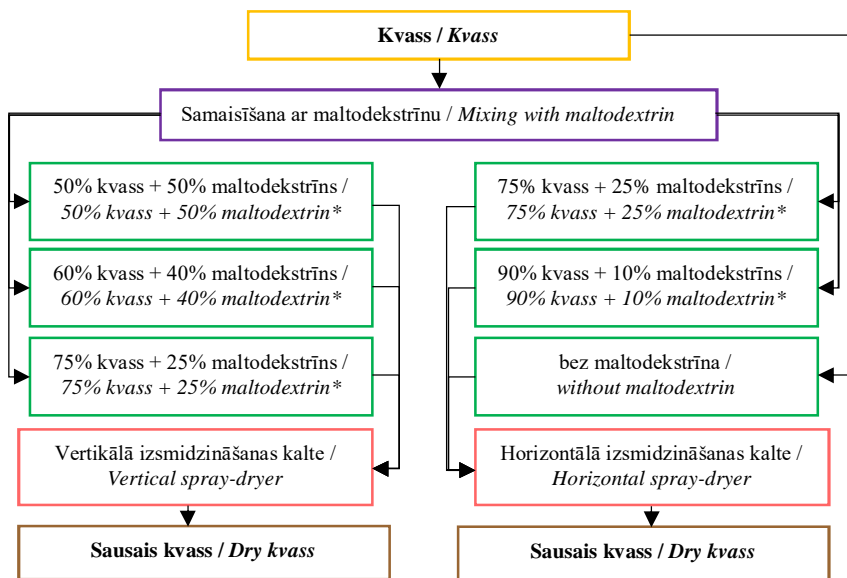 Kvass / Kvass
Samaisīšana ar maltodekstrīnu / Mixing with maltodextrin
50% kvass + 50% maltodekstrīns /
50% kvass + 50% maltodextrin*
60% kvass + 40% maltodekstrīns /
60% kvass + 40% maltodextrin*
75% kvass + 25% maltodekstrīns /
75% kvass + 25% maltodextrin*
Vertikālā izsmidzināšanas kalte /
Vertical spray-dryer
Sausais kvass / Dry kvass
75% kvass + 25% maltodekstrīns /
75% kvass + 25% maltodextrin*
90% kvass + 10% maltodekstrīns /
90% kvass + 10% maltodextrin*
bez maltodekstrīna /
without maltodextrin
Horizontālā izsmidzināšanas kalte /
Horizontal spray-dryer
Sausais kvass / Dry kvass